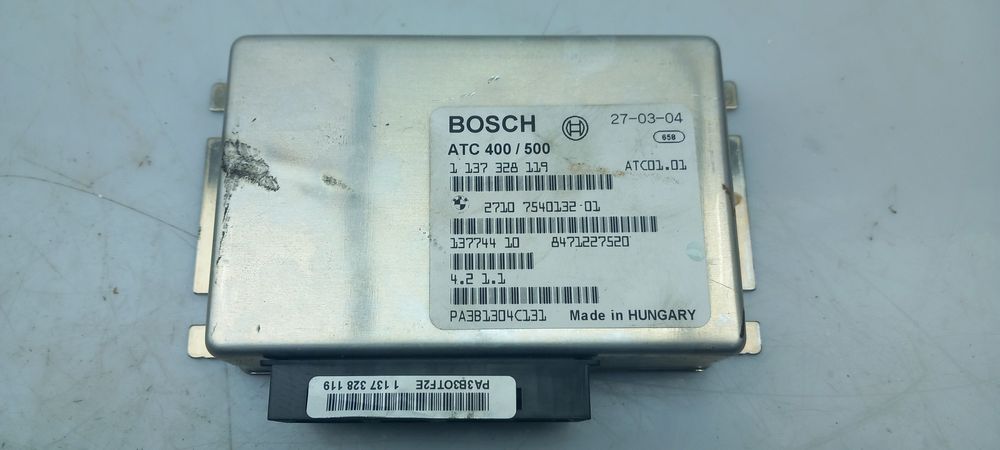 BOSCH 27-03-04
658
ATC 400 / 500
1 137 328 119 ATC01.01
2710 7540132-01
137744 10 8471227520
4.2 1.1
PA3B1304C131 Made in HUNGARY
PA3B3OTF2E 1 137 328 119